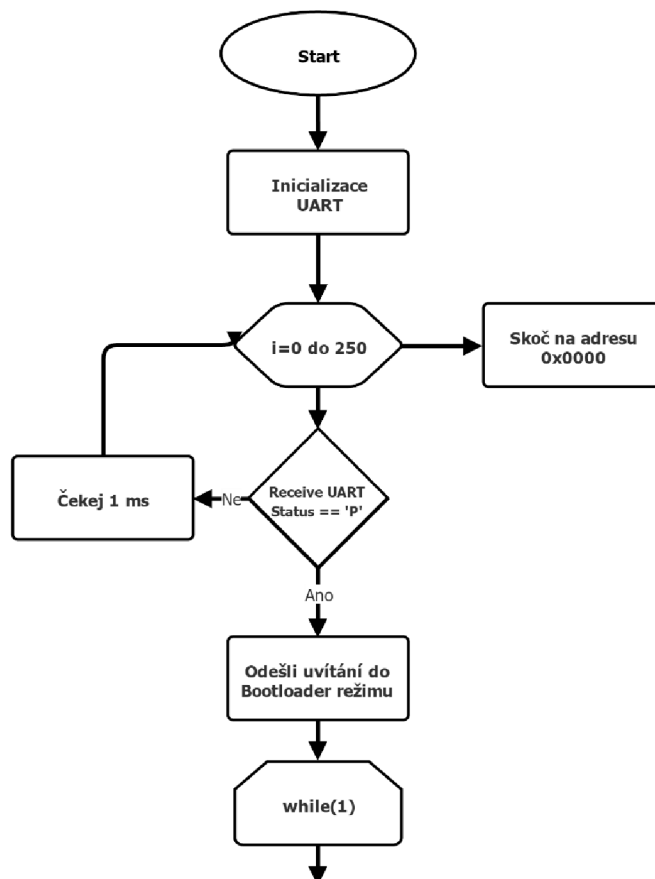 Start
Inicializace
UART
i=0 do 250
Skoč na adresu
0x0000
Čekej 1 ms
Ne
Receive UART
Status == 'P'
Ano
Odešli uvítání do
Bootloader režimu
while(1)